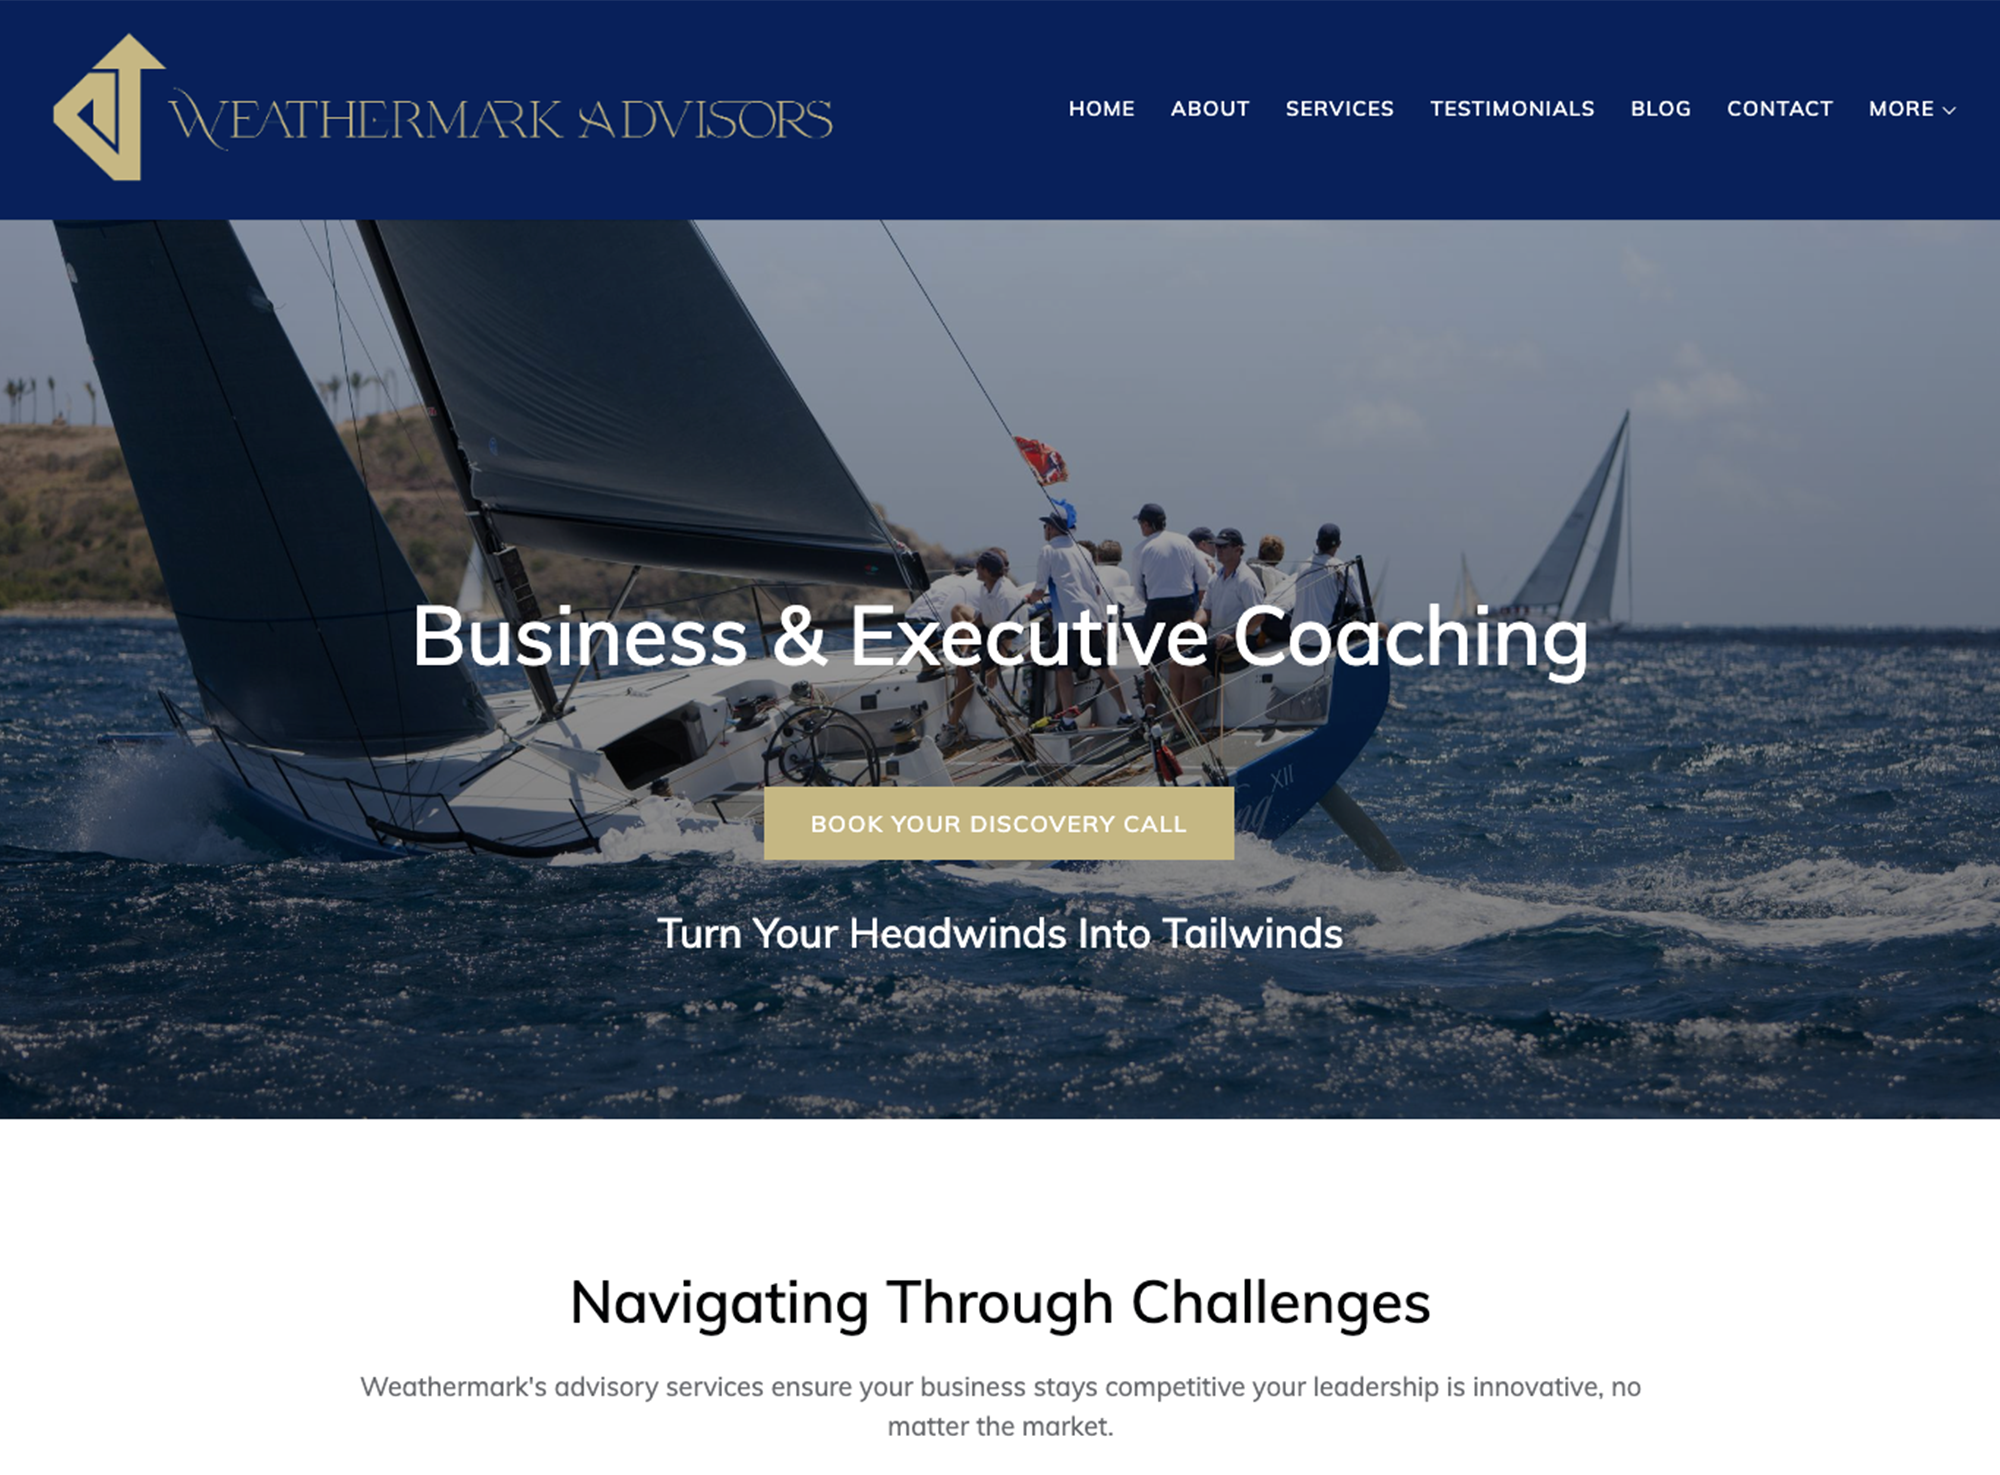 WEATHERMARK ADVISORS
HOME ABOUT SERVICES TESTIMONIALS BLOG CONTACT MORE
Business & Executive Coaching
XII
BOOK YOUR DISCOVERY CALL
Turn Your Headwinds Into Tailwinds
Navigating Through Challenges
Weathermark's advisory services ensure your business stays competitive your leadership is innovative, no
matter the market.